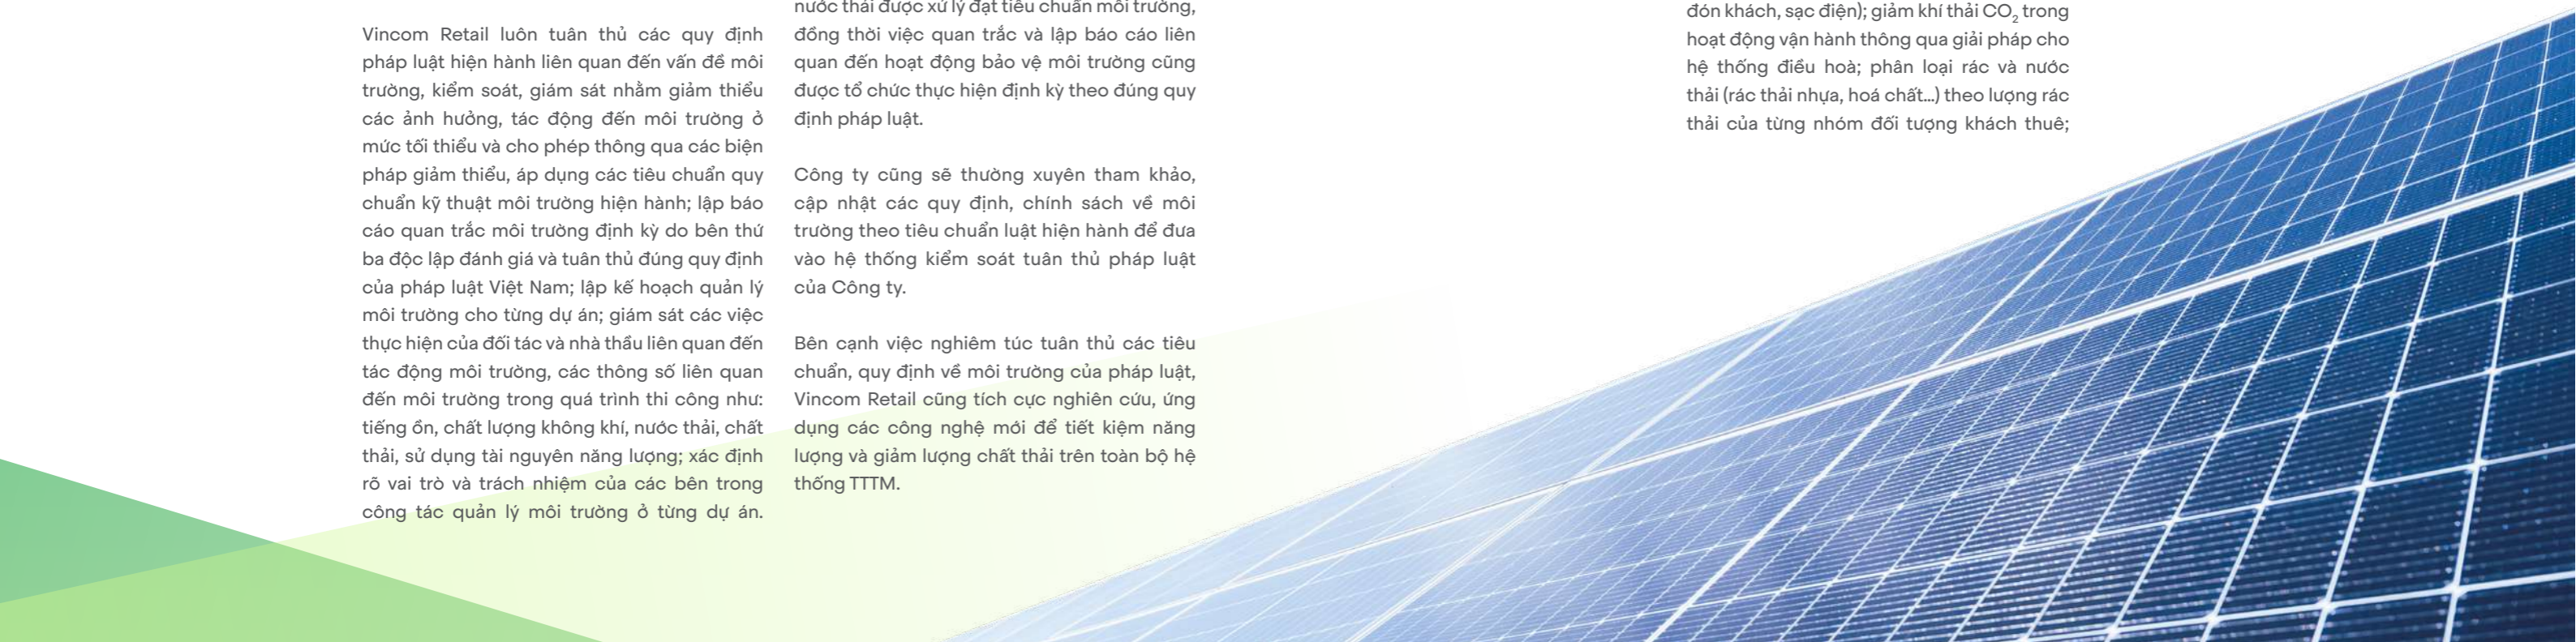 Vincom Retail luôn tuân thủ các quy định
pháp luật hiện hành liên quan đến vấn đề môi
trường, kiểm soát, giám sát nhằm giảm thiểu
các ảnh hưởng, tác động đến môi trường ở
mức tối thiểu và cho phép thông qua các biện
pháp giảm thiểu, áp dụng các tiêu chuẩn quy
chuẩn kỹ thuật môi trường hiện hành; lập báo
cáo quan trắc môi trường định kỳ do bên thứ
ba độc lập đánh giá và tuân thủ đúng quy định
của pháp luật Việt Nam; lập kế hoạch quản lý
môi trường cho từng dự án; giám sát các việc
thực hiện của đối tác và nhà thầu liên quan đến
tác động môi trường, các thông số liên quan
đến môi trường trong quá trình thi công như:
tiếng ồn, chất lượng không khí, nước thải, chất
thải, sử dụng tài nguyên năng lượng; xác định
rõ vai trò và trách nhiệm của các bên trong
công tác quản lý môi trường ở từng dự án.
nước thải được xử lý đạt tiêu chuẩn môi trường,
đồng thời việc quan trắc và lập báo cáo liên
quan đến hoạt động bảo vệ môi trường cũng
được tổ chức thực hiện định kỳ theo đúng quy
định pháp luật.
Công ty cũng sẽ thường xuyên tham khảo,
cập nhật các quy định, chính sách về môi
trường theo tiêu chuẩn luật hiện hành để đưa
vào hệ thống kiểm soát tuân thủ pháp luật
của Công ty.
Bên cạnh việc nghiêm túc tuân thủ các tiêu
chuẩn, quy định về môi trường của pháp luật,
Vincom Retail cũng tích cực nghiên cứu, ứng
dụng các công nghệ mới để tiết kiệm năng
lượng và giảm lượng chất thải trên toàn bộ hệ
thống TTTM.
đón khách, sạc điện); giảm khí thải CO₂ trong
hoạt động vận hành thông qua giải pháp cho
hệ thống điều hoà; phân loại rác và nước
thải (rác thải nhựa, hoá chất...) theo lượng rác
thải của từng nhóm đối tượng khách thuê;